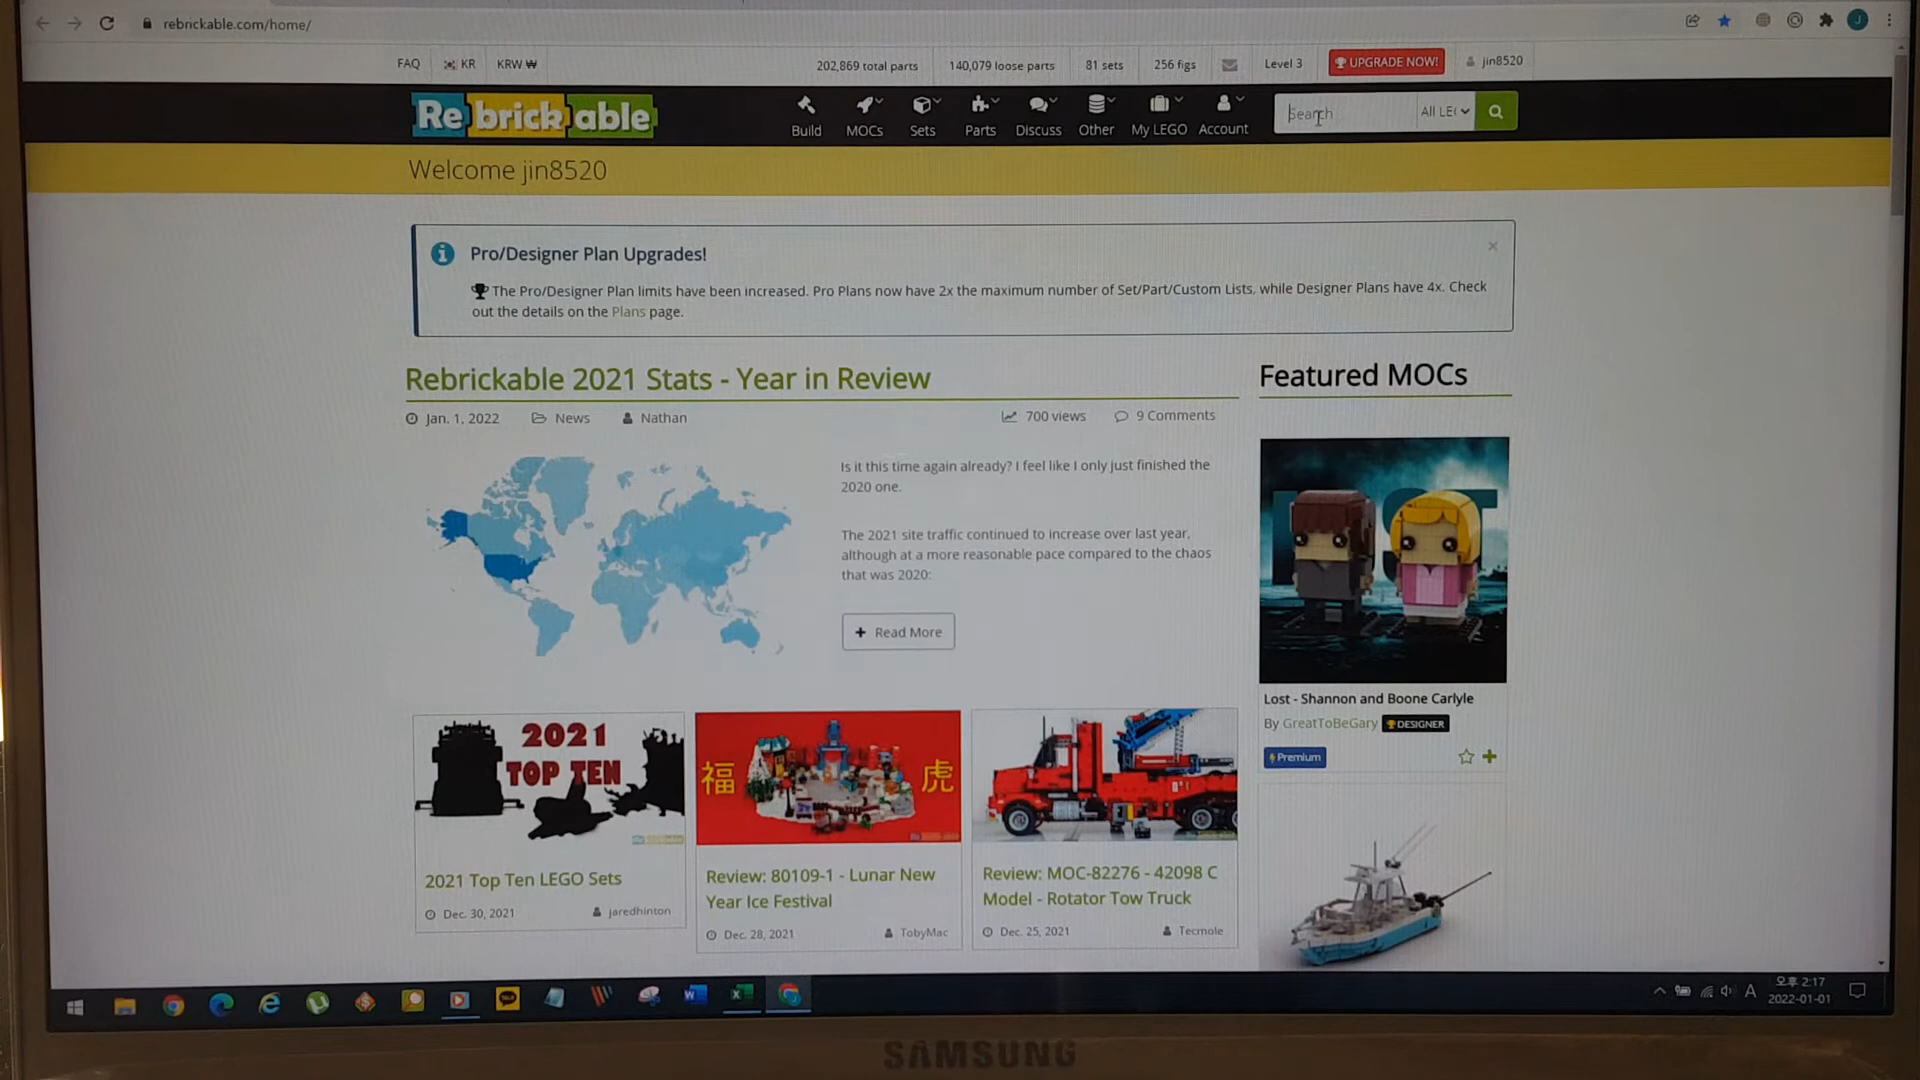 rebrickable.com/home/
J
FAQ KR KRW ₩ 202,869 total parts 140,079 loose parts 81 sets 256 figs Level 3 UPGRADE NOW! jin8520
Rebrickable
Build MOCs Sets Parts Discuss Other My LEGO Account Search All LE(
Welcome jin8520
Pro/Designer Plan Upgrades! ×
The Pro/Designer Plan limits have been increased. Pro Plans now have 2x the maximum number of Set/Part/Custom Lists, while Designer Plans have 4x. Check
out the details on the Plans page.
Rebrickable 2021 Stats - Year in Review
Jan. 1, 2022 News Nathan 700 views 9 Comments
Is it this time again already? I feel like I only just finished the
2020 one.
The 2021 site traffic continued to increase over last year,
although at a more reasonable pace compared to the chaos
that was 2020:
+ Read More
Featured MOCs
Lost - Shannon and Boone Carlyle
By GreatToBeGary DESIGNER
Premium
2021
TOP TEN
2021 Top Ten LEGO Sets
Dec. 30, 2021 jaredhinton
福 虎
Review: 80109-1 - Lunar New
Year Ice Festival
Dec. 28, 2021 TobyMac
Review: MOC-82276 - 42098 C
Model - Rotator Tow Truck
Dec. 25, 2021 Tecmole
A 오후 2:17
2022-01-01
SAMSUNG